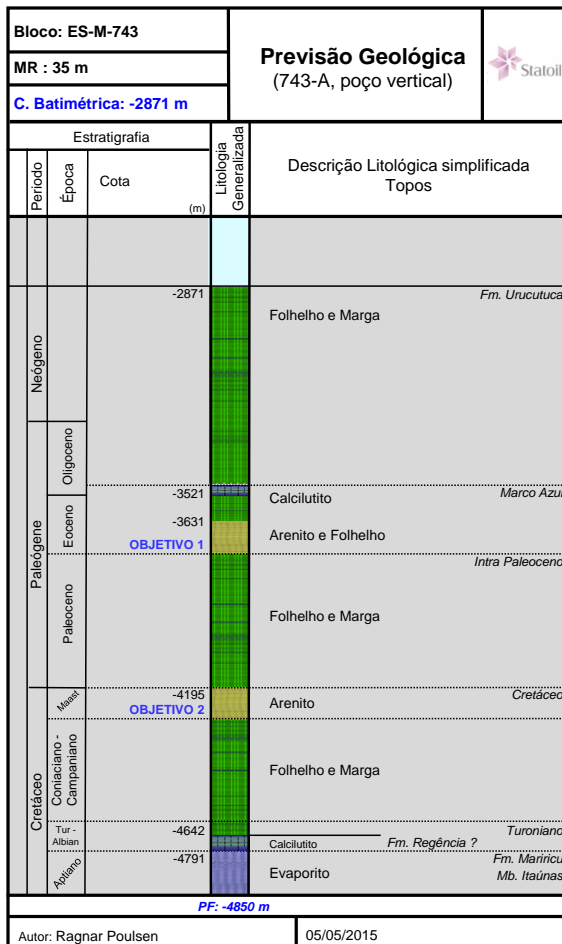 Bloco: ES-M-743
MR : 35 m
C. Batimétrica: -2871 m
Previsão Geológica
(743-A, poço vertical)
Statoil
Estratigrafia
Período
Época
Cota
(m)
Litologia
Generalizada
Descrição Litológica simplificada
Topos
-2871
Fm. Urucutuca
Folhelho e Marga
Neógeno
Oligoceno
-3521
Calcilutito
Marco Azul
-3631
OBJETIVO 1
Arenito e Folhelho
Eoceno
Paleógene
Intra Paleoceno
Paleoceno
Folhelho e Marga
-4195
OBJETIVO 2
Maast
Arenito
Cretáceo
Coniaciano -
Campaniano
Folhelho e Marga
Cretáceo
Tur -
Albian
-4642
Turoniano
Calcilutito
Fm. Regência ?
-4791
Aptiano
Evaporito
Fm. Mariricu
Mb. Itaúnas
PF: -4850 m
Autor: Ragnar Poulsen
05/05/2015